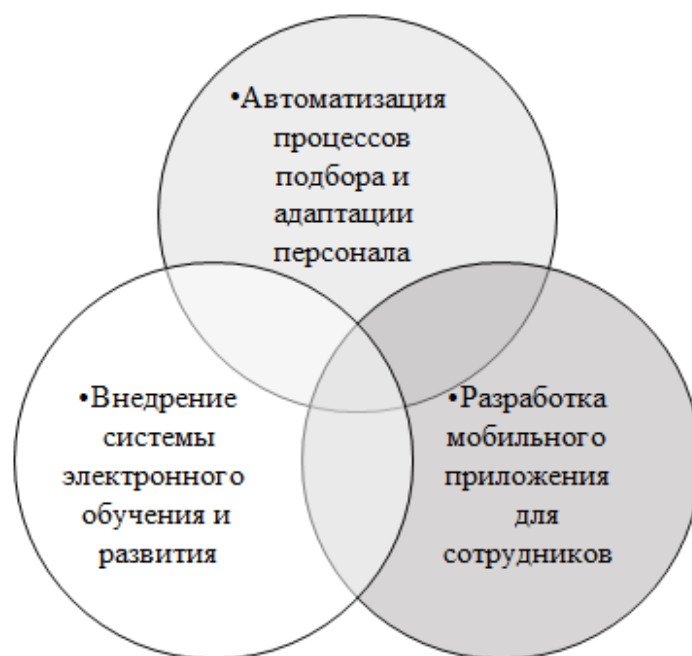 •Автоматизация
процессов
подбора и
адаптации
персонала
•Внедрение
системы
электронного
обучения и
развития
•Разработка
мобильного
приложения
для
сотрудников